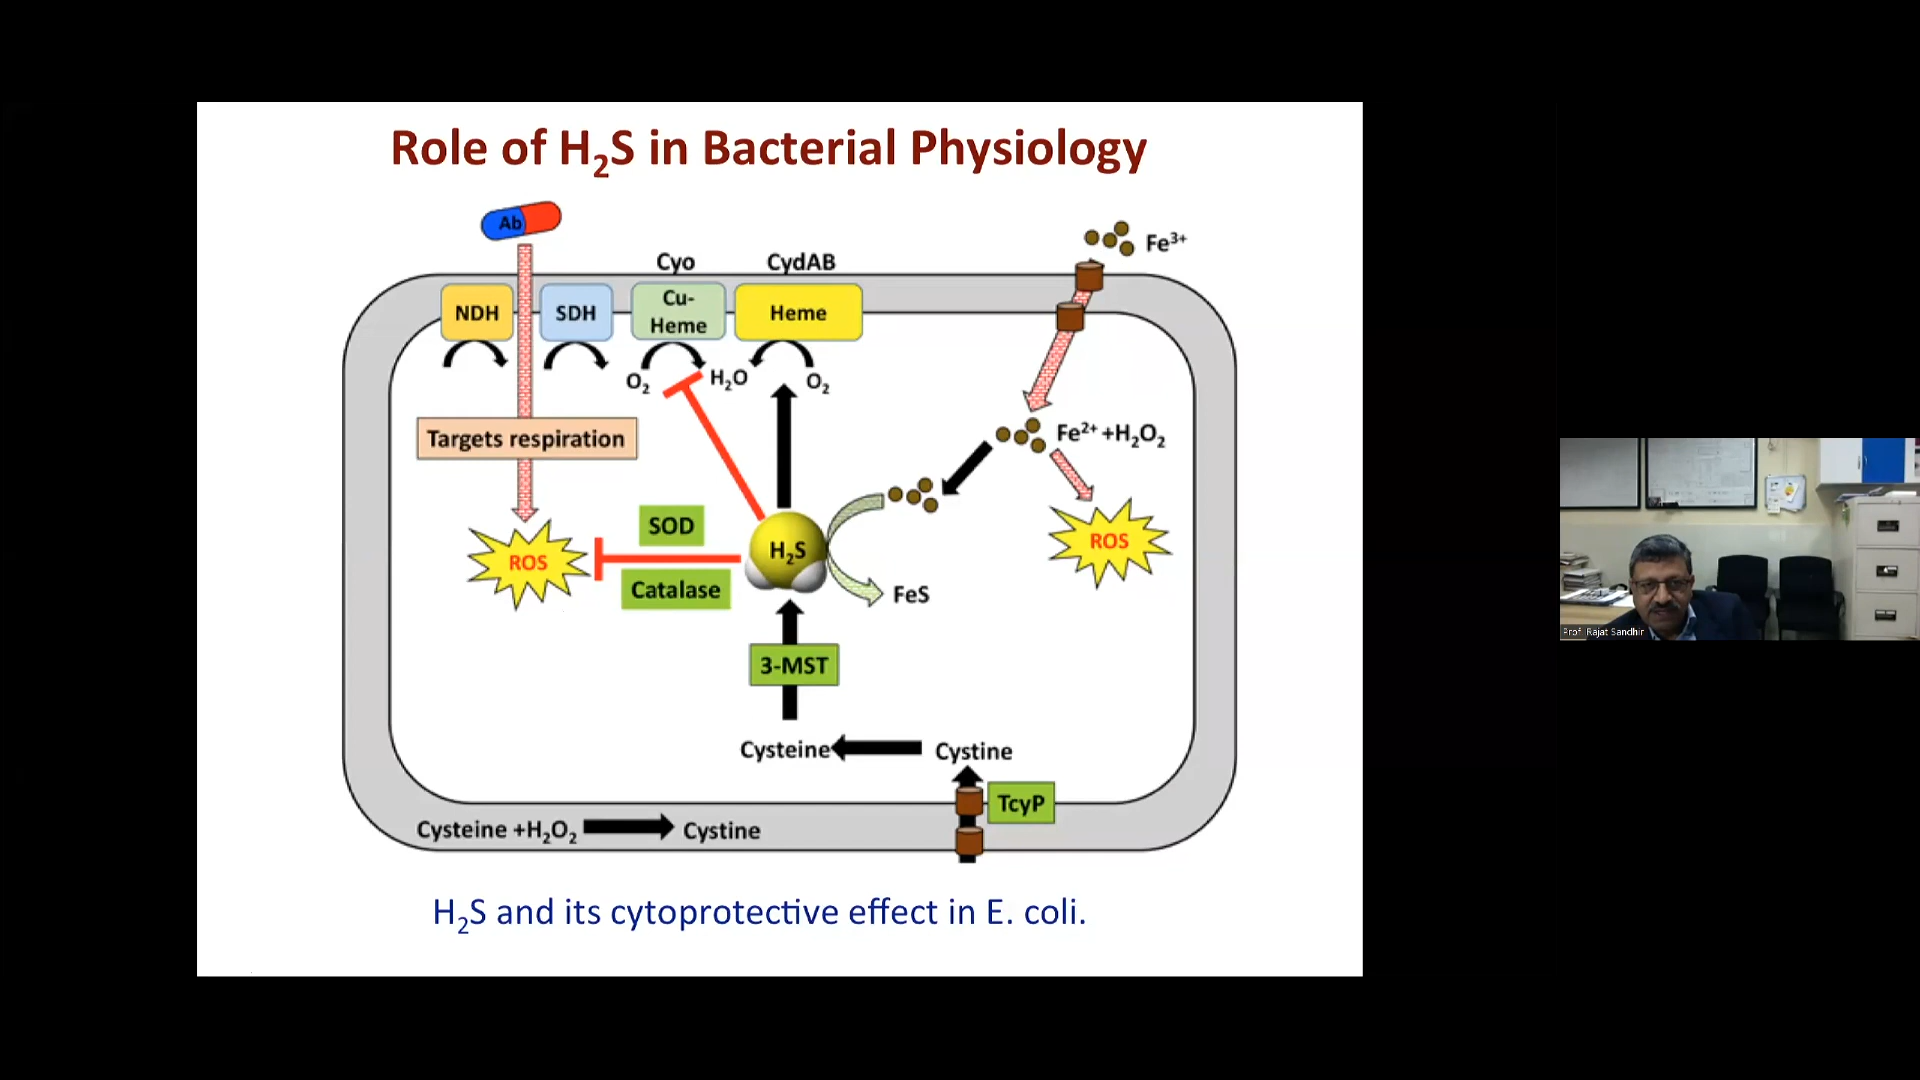 Role of H₂S in Bacterial Physiology
Ab
Fe³⁺
Cyo
CydAB
NDH
SDH
Cu-
Heme
Heme
O₂
H₂O
O₂
Targets respiration
Fe²⁺ +H₂O₂
SOD
H₂S
ROS
ROS
Catalase
FeS
3-MST
Cysteine
Cystine
TcyP
Cysteine +H₂O₂
Cystine
H₂S and its cytoprotective effect in E. coli.
Prof Rajat Sandhir